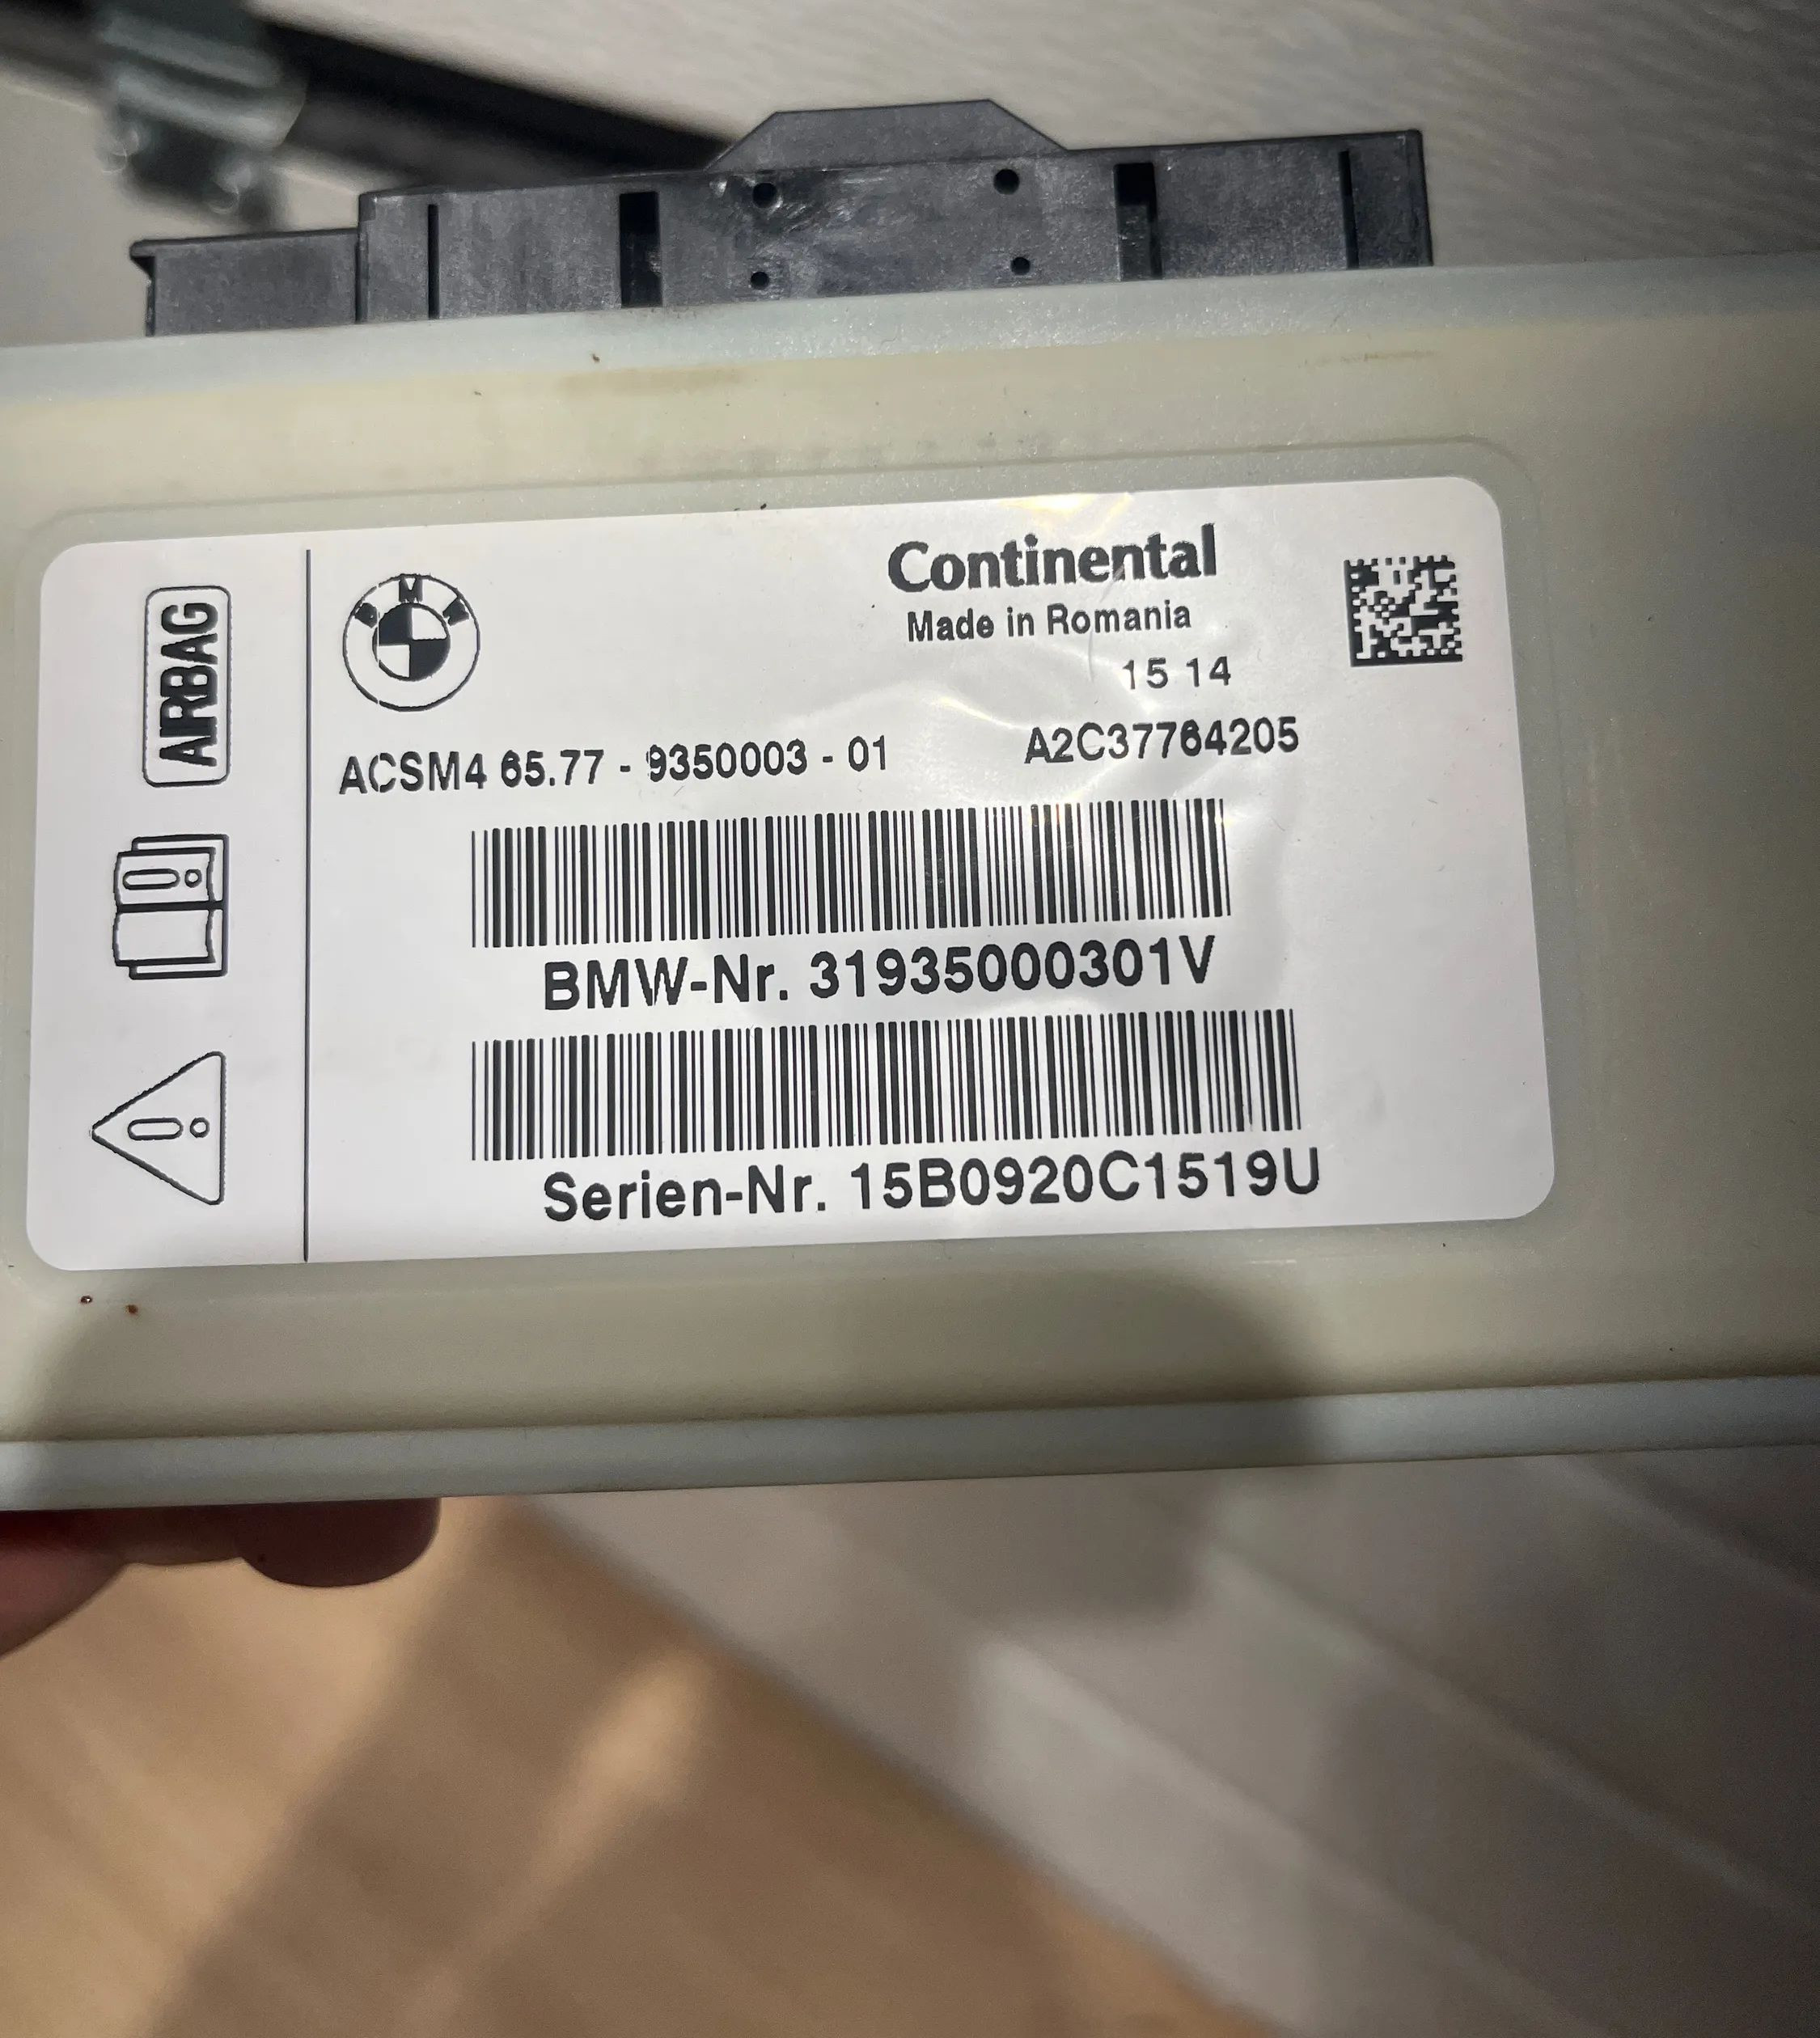 AIRBAG
BMW
Continental
Made in Romania
15 14
ACSM4 65.77 - 9350003 - 01
A2C37764205
BMW-Nr. 31935000301V
Serien-Nr. 15B0920C1519U